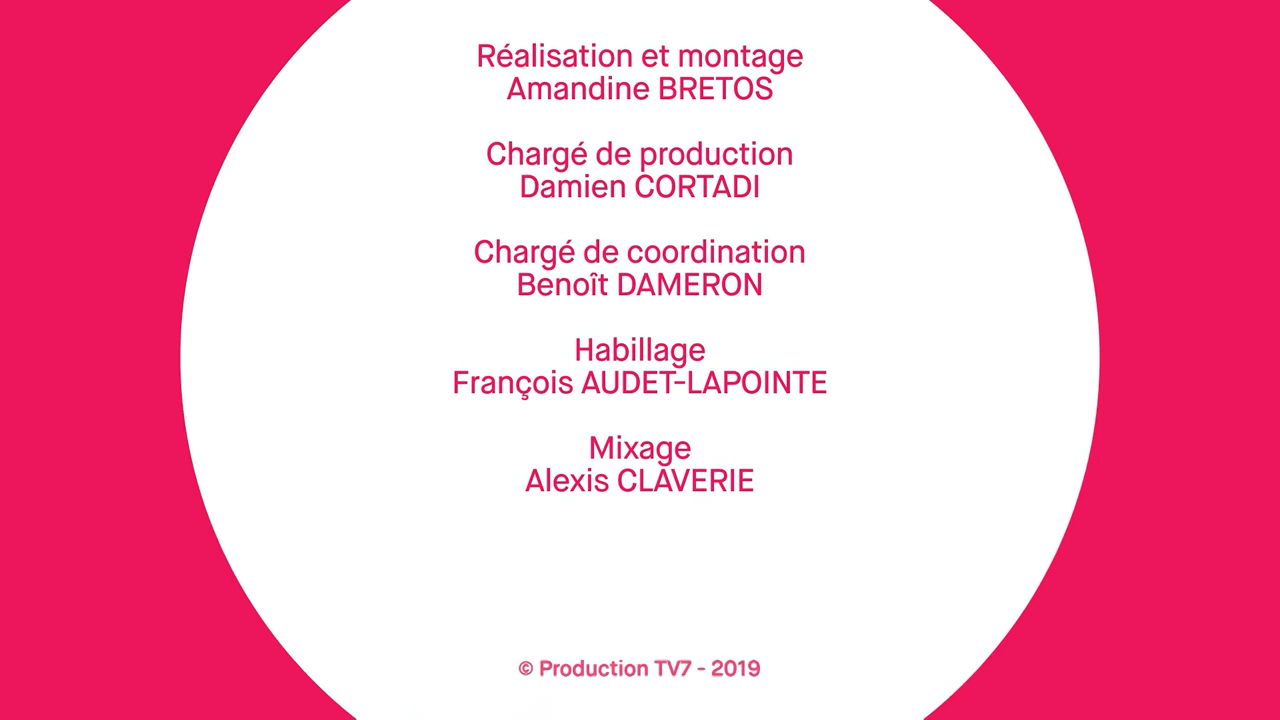 Réalisation et montage
Amandine BRETOS
Chargé de production
Damien CORTADI
Chargé de coordination
Benoît DAMERON
Habillage
François AUDET-LAPOINTE
Mixage
Alexis CLAVERIE
© Production TV7 - 2019